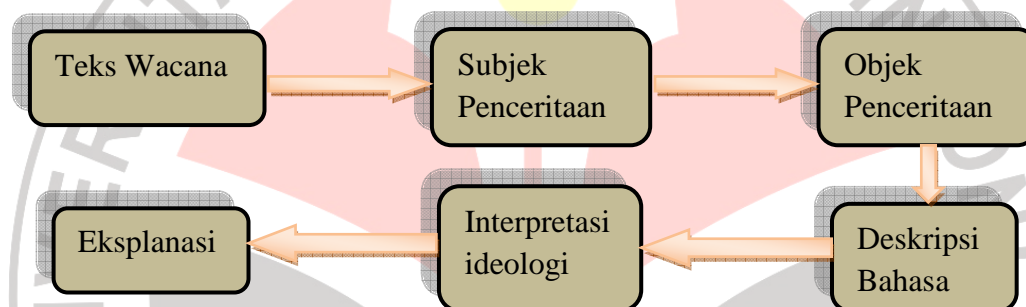 Teks Wacana
Subjek
Penceritaan
Objek
Penceritaan
Deskripsi
Bahasa
Interpretasi
ideologi
Eksplanasi